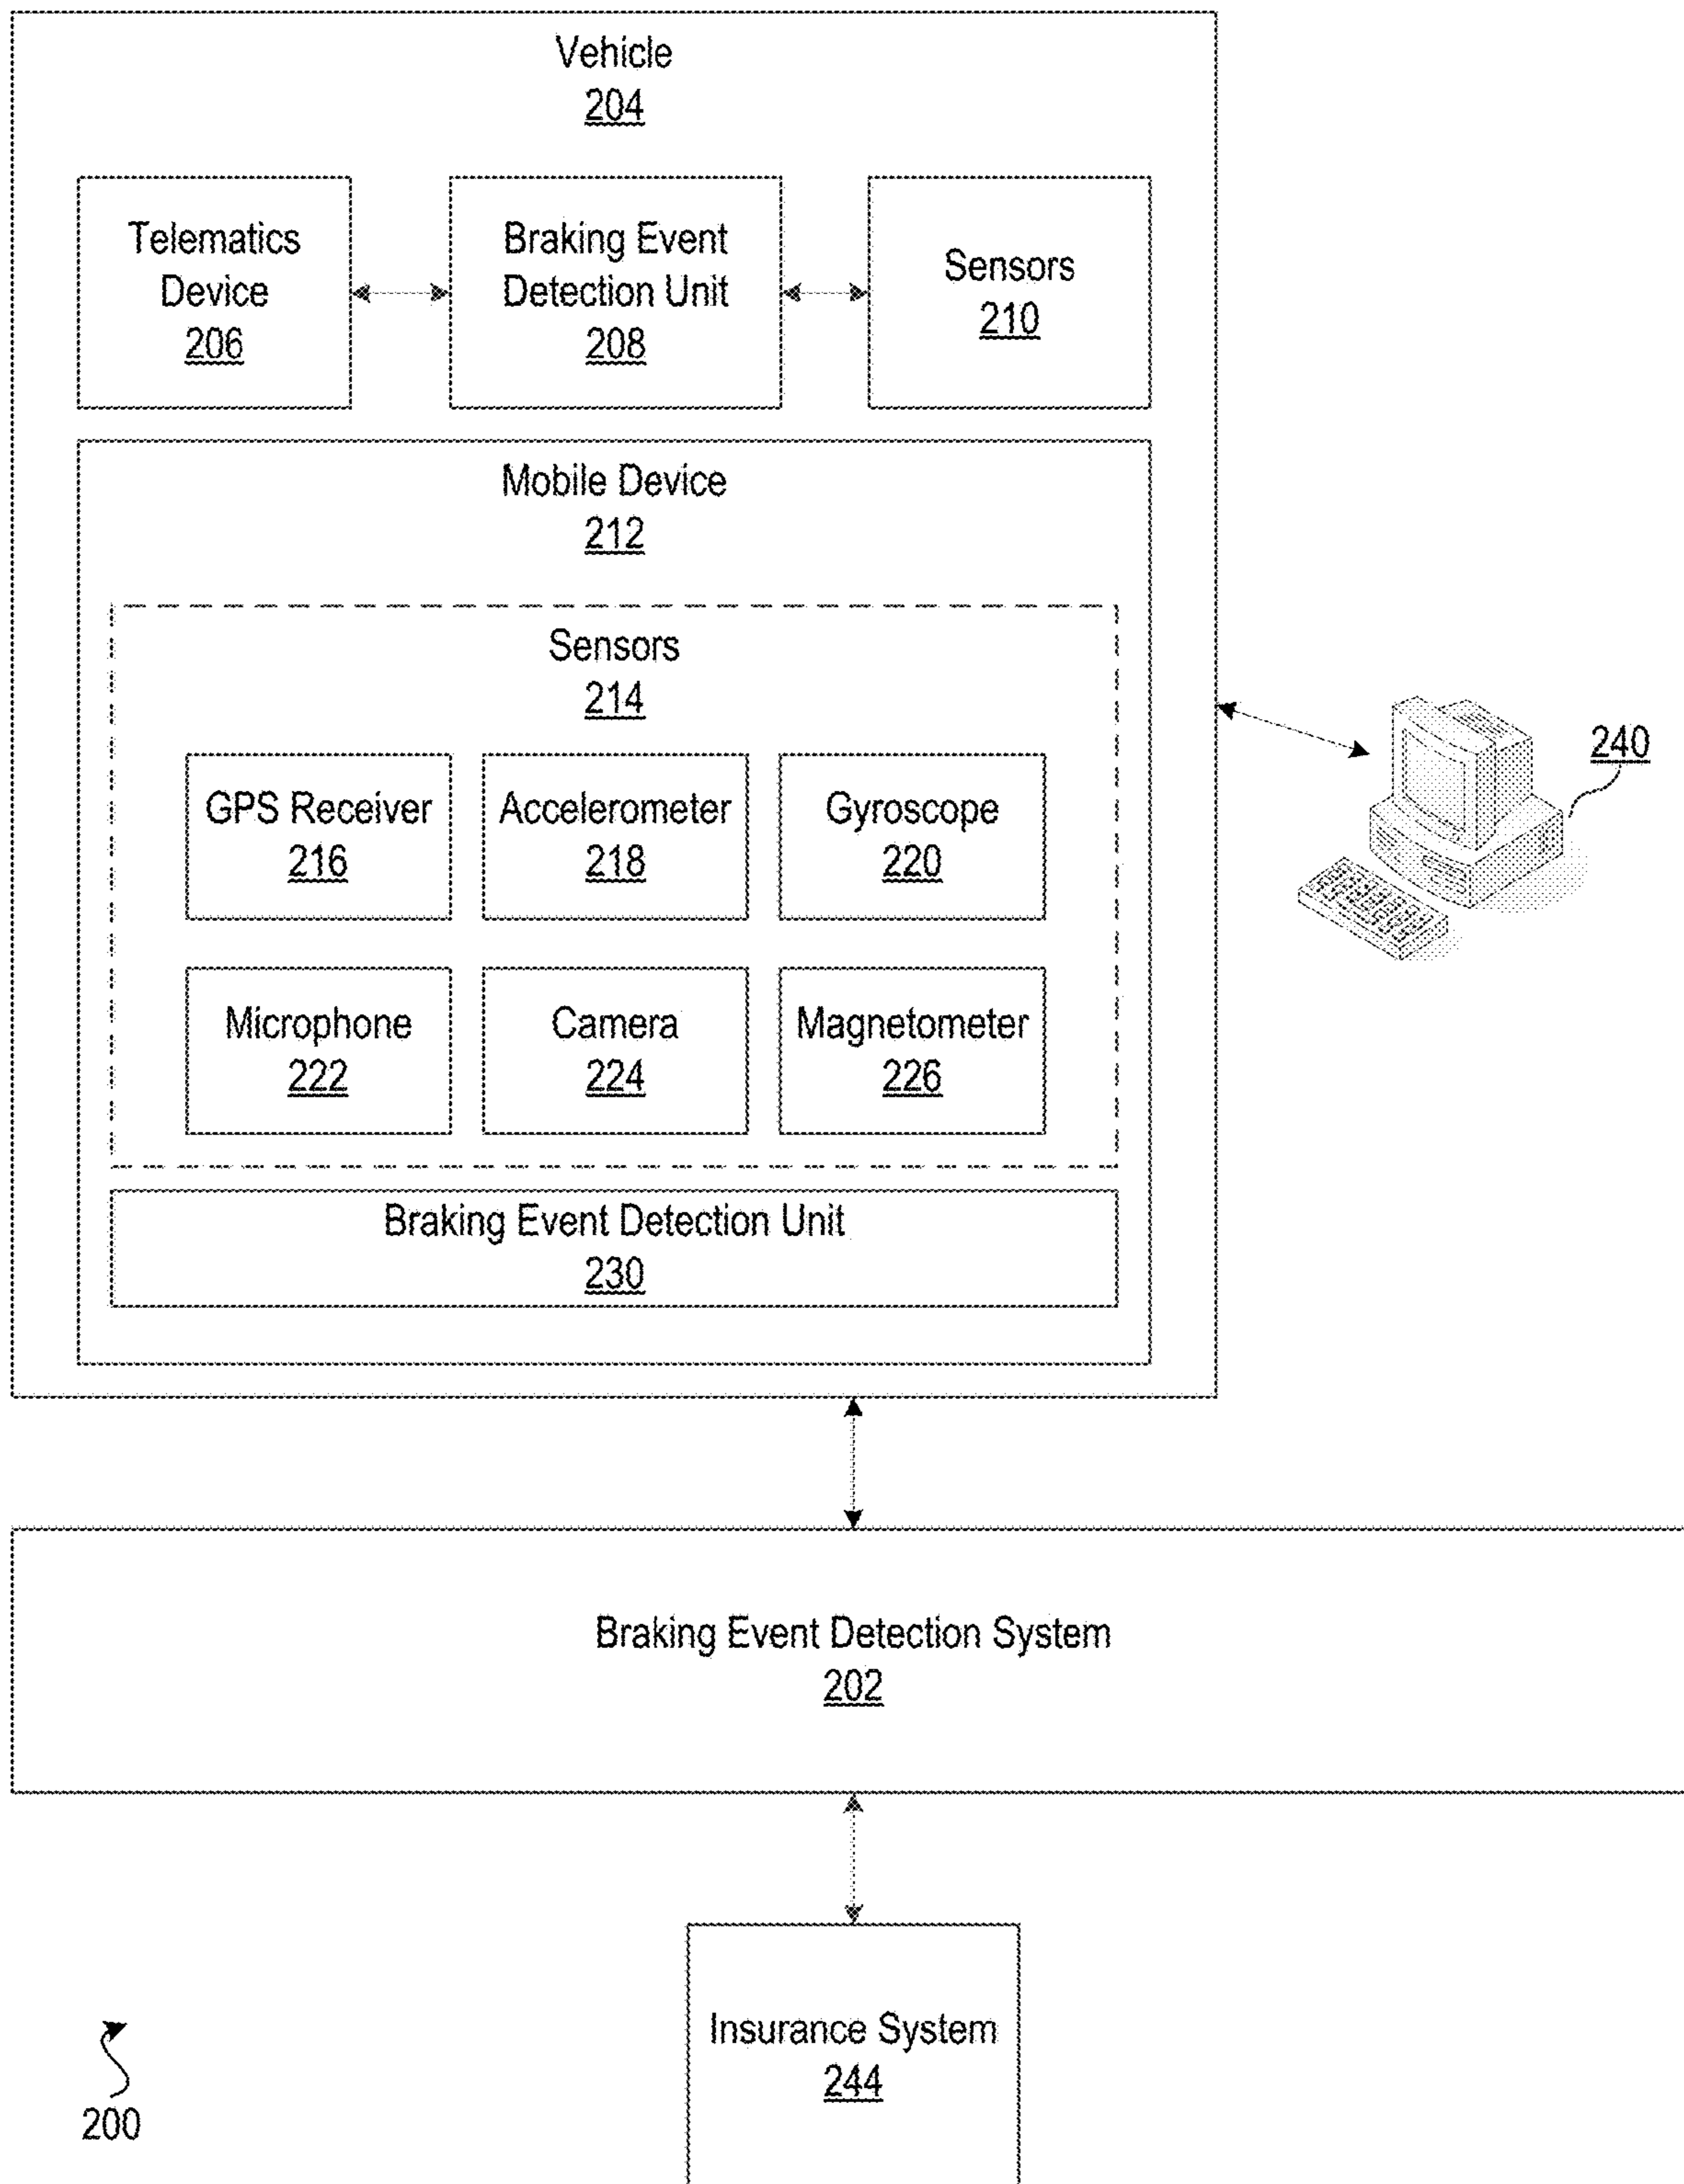 Vehicle
204
Telematics
Device
206
Braking Event
Detection Unit
208
Sensors
210
Mobile Device
212
Sensors
214
GPS Receiver
216
Accelerometer
218
Gyroscope
220
Microphone
222
Camera
224
Magnetometer
226
Braking Event Detection Unit
230
240
Braking Event Detection System
202
Insurance System
244
200